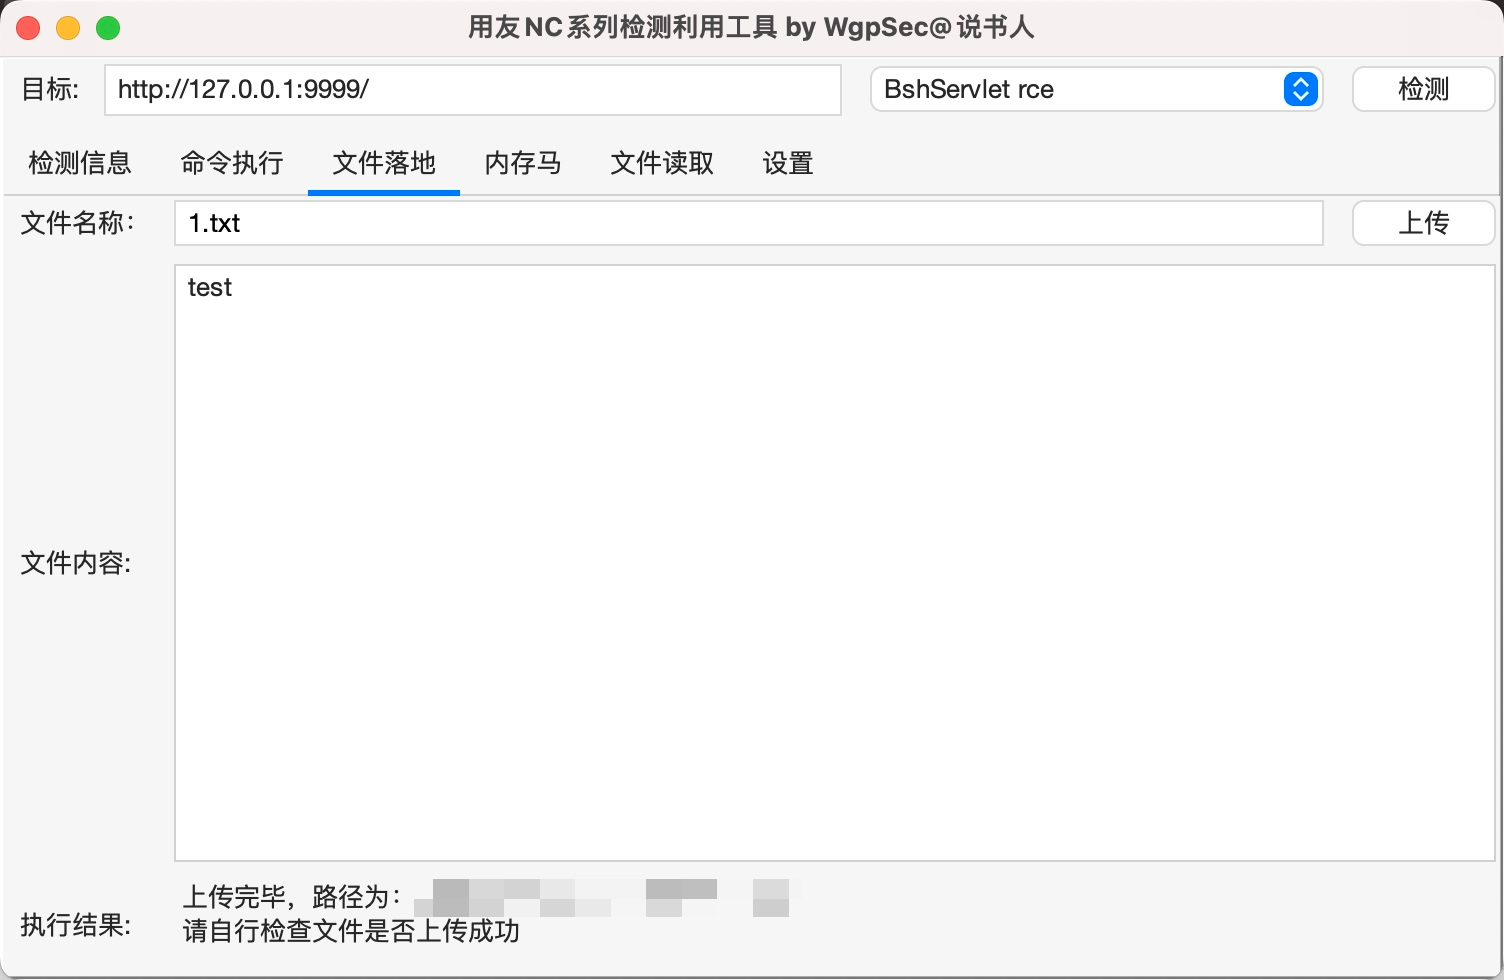 用友NC系列检测利用工具 by WgpSec@说书人
目标: http://127.0.0.1:9999/ BshServlet rce 检测
检测信息 命令执行 文件落地 内存马 文件读取 设置
文件名称: 1.txt 上传
test
文件内容:
上传完毕，路径为：
执行结果:
请自行检查文件是否上传成功